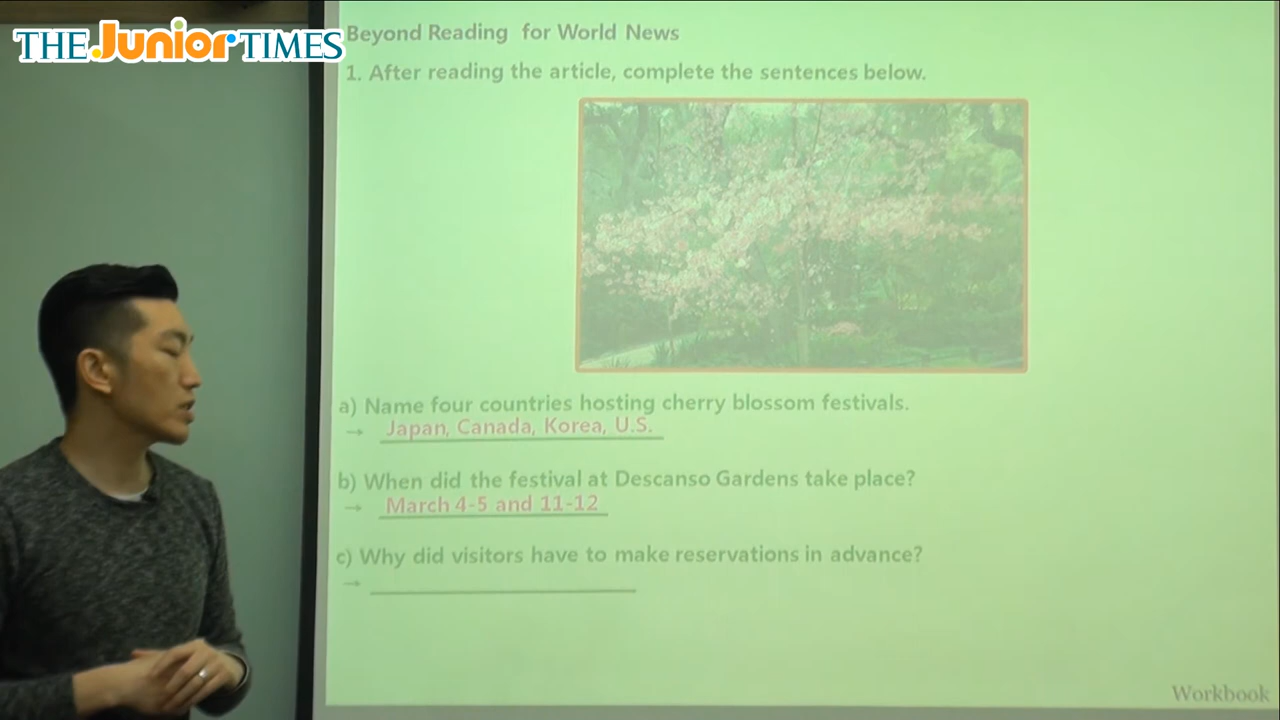 THE Junior TIMES
Beyond Reading for World News
1. After reading the article, complete the sentences below.
a) Name four countries hosting cherry blossom festivals.
→ Japan, Canada, Korea, U.S.
b) When did the festival at Descanso Gardens take place?
→ March 4-5 and 11-12
c) Why did visitors have to make reservations in advance?
→
Workbook